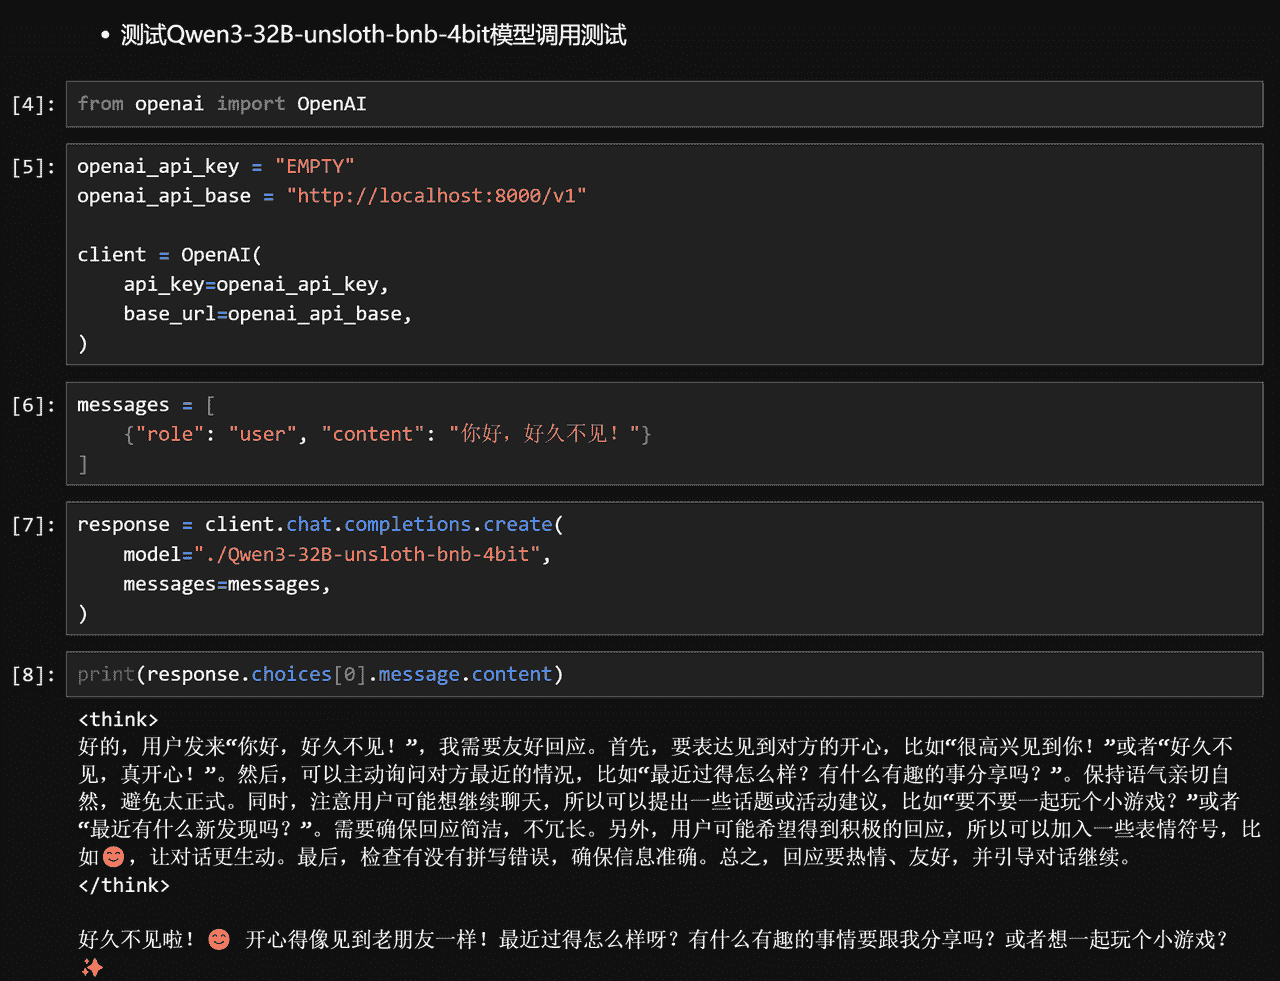 • 测试Qwen3-32B-unsloth-bnb-4bit模型调用测试
[4]: from openai import OpenAI
[5]: openai_api_key = "EMPTY"
openai_api_base = "http://localhost:8000/v1"
client = OpenAI(
    api_key=openai_api_key,
    base_url=openai_api_base,
)
[6]: messages = [
    {"role": "user", "content": "你好，好久不见！"}
]
[7]: response = client.chat.completions.create(
    model="./Qwen3-32B-unsloth-bnb-4bit",
    messages=messages,
)
[8]: print(response.choices[0].message.content)
<think>
好的，用户发来“你好，好久不见！”，我需要友好回应。首先，要表达见到对方的开心，比如“很高兴见到你！”或者“好久不
见，真开心！”。然后，可以主动询问对方最近的情况，比如“最近过得怎么样？有什么有趣的事分享吗？”。保持语气亲切自
然，避免太正式。同时，注意用户可能想继续聊天，所以可以提出一些话题或活动建议，比如“要不要一起玩个小游戏？”或者
“最近有什么新发现吗？”。需要确保回应简洁，不冗长。另外，用户可能希望得到积极的回应，所以可以加入一些表情符号，比
如😊，让对话更生动。最后，检查有没有拼写错误，确保信息准确。总之，回应要热情、友好，并引导对话继续。
</think>
好久不见啦！😊 开心得像见到老朋友一样！最近过得怎么样呀？有什么有趣的事情要跟我分享吗？或者想一起玩个小游戏？
✨